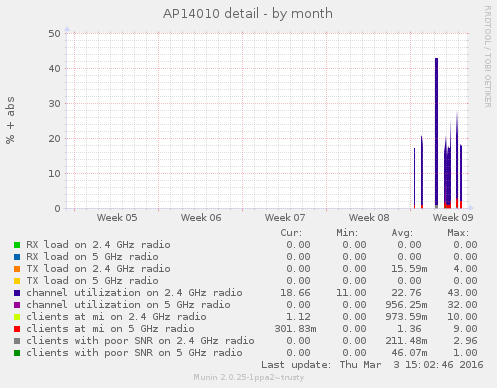 AP14010 detail - by month
RRDTOOL / TOBI OETIKER
% + abs
50
40
30
20
10
0
Week 05 Week 06 Week 07 Week 08 Week 09
Cur: Min: Avg: Max:
RX load on 2.4 GHz radio 0.00 0.00 0.00 0.00
RX load on 5 GHz radio 0.00 0.00 0.00 0.00
TX load on 2.4 GHz radio 0.00 0.00 15.59m 4.00
TX load on 5 GHz radio 0.00 0.00 0.00 0.00
channel utilization on 2.4 GHz radio 18.66 11.00 22.76 43.00
channel utilization on 5 GHz radio 0.00 0.00 956.25m 32.00
clients at mi on 2.4 GHz radio 1.12 0.00 973.59m 10.00
clients at mi on 5 GHz radio 301.83m 0.00 1.36 9.00
clients with poor SNR on 2.4 GHz radio 0.00 0.00 211.48m 2.96
clients with poor SNR on 5 GHz radio 0.00 0.00 46.07m 1.00
Last update: Thu Mar 3 15:02:46 2016
Munin 2.0.25-1ppa2~trusty